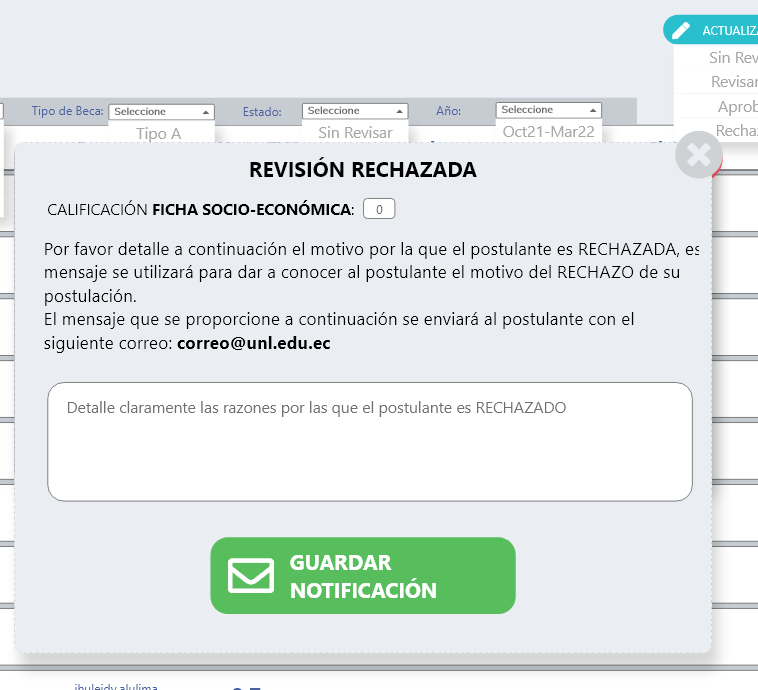 ACTUALIZA
Sin Rev
Revisar
Aprob
Recha
Tipo de Beca: Seleccione Estado: Seleccione Año: Seleccione
Tipo A Sin Revisar Oct21-Mar22
REVISIÓN RECHAZADA
CALIFICACIÓN FICHA SOCIO-ECONÓMICA: 0
Por favor detalle a continuación el motivo por la que el postulante es RECHAZADA, es
mensaje se utilizará para dar a conocer al postulante el motivo del RECHAZO de su
postulación.
El mensaje que se proporcione a continuación se enviará al postulante con el
siguiente correo: correo@unl.edu.ec
Detalle claramente las razones por las que el postulante es RECHAZADO
GUARDAR
NOTIFICACIÓN
jhuleidy alulima